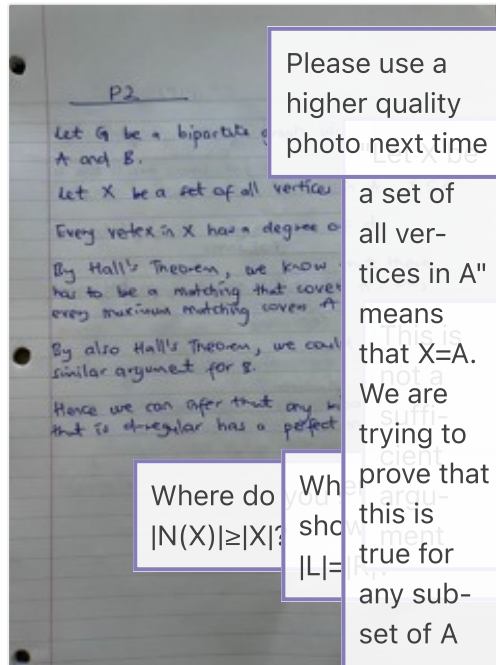 P2
Let G be a bipartite
A and B.
Let X be a set of all vertices
Every vertex in X has a degree
By Hall's Theorem, we know
has to be a matching that cover
every maximum matching covers A
By also Hall's Theorem, we coul
similar argument for B.
Hence we can infer that any
that is d-regular has a perfect
Please use a
higher quality
photo next time
Let X be
a set of
all ver-
tices in A"
means
that X=A.
We are
trying to
prove that
this is
true for
any sub-
set of A
This is
not a
suffi-
cient
argu-
ment
Where do you
|N(X)|≥|X|?
Wh
sho
|L|=|R|